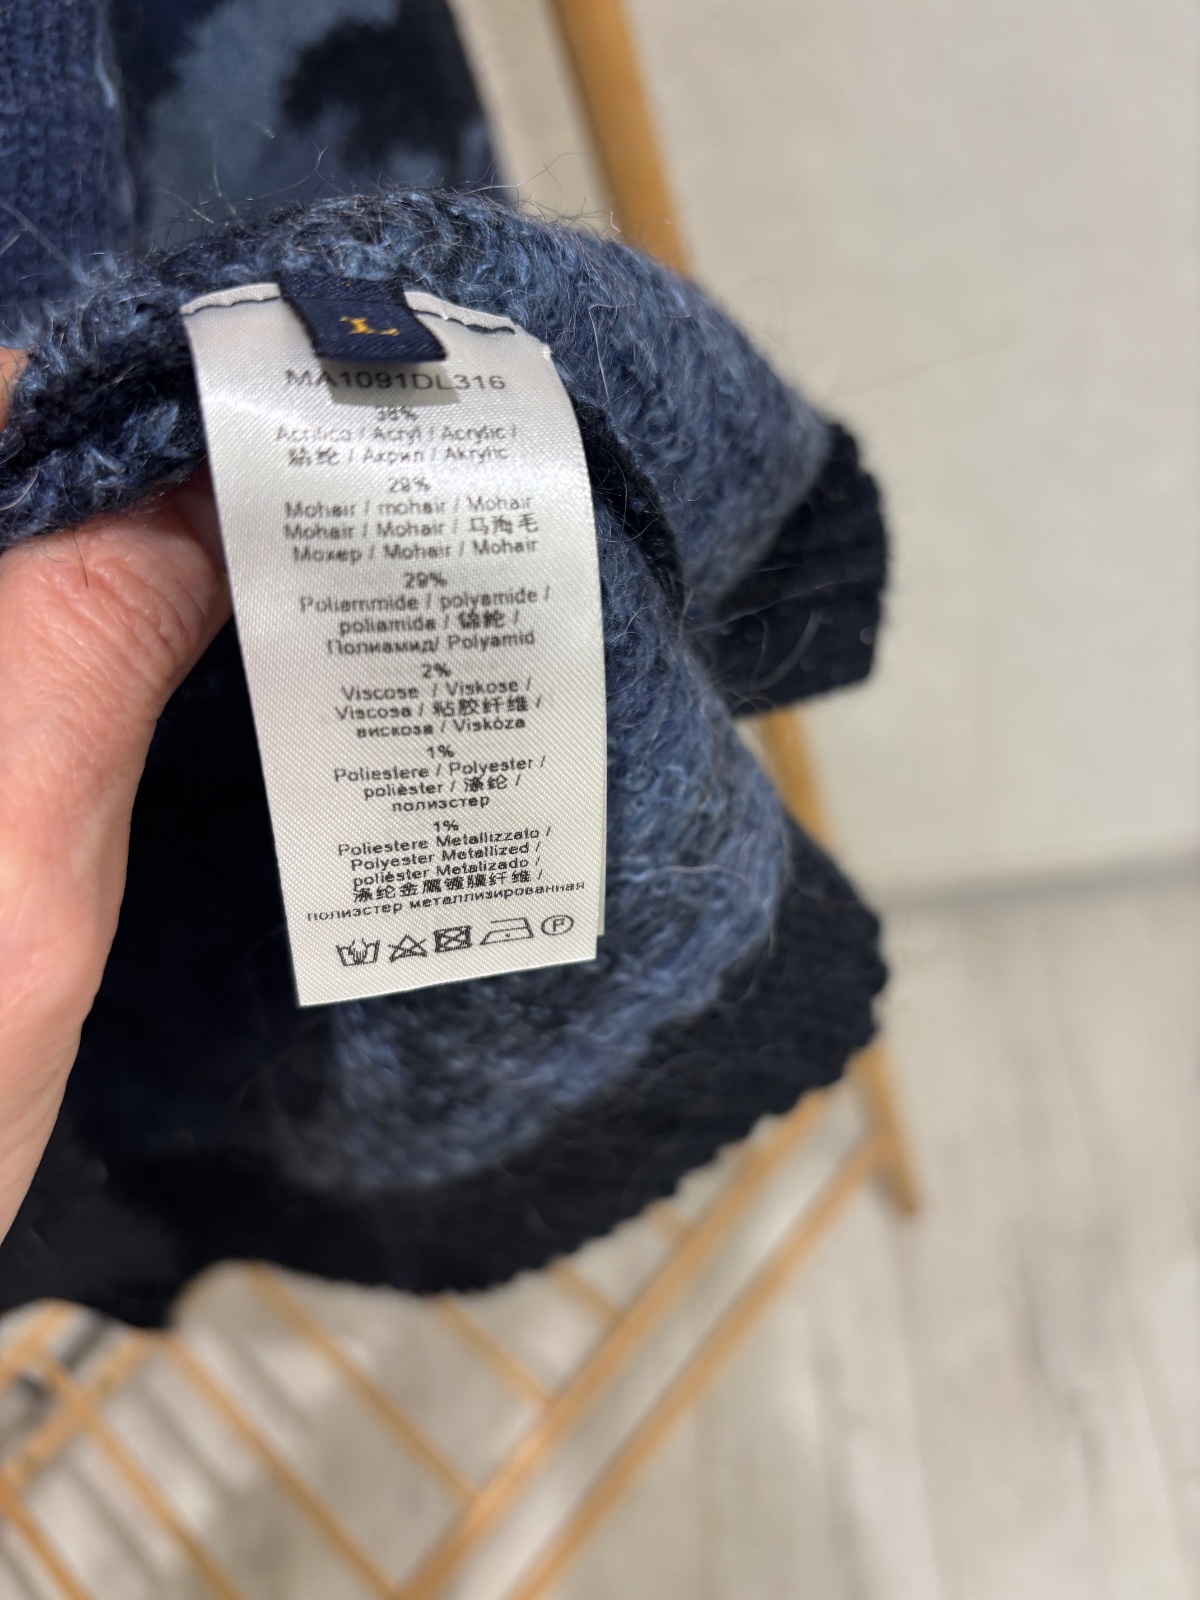 L
MA1091DL316
38%
Acrilico / Acryl / Acrylic /
腈纶 / Акрил / Akrylic
29%
Mohair / mohair / Mohair
Mohair / Mohair / 马海毛
Мохер / Mohair / Mohair
29%
Poliammide / polyamide /
poliamida / 锦纶 /
Полиамид/ Polyamid
2%
Viscose / Viskose /
Viscosa / 粘胶纤维 /
вискоза / Viskóza
1%
Poliestere / Polyester /
poliéster / 涤纶 /
полиэстер
1%
Poliestere Metallizzato /
Polyester Metallized /
poliéster Metalizado /
涤纶金属镀膜纤维 /
полиэстер металлизированная
P